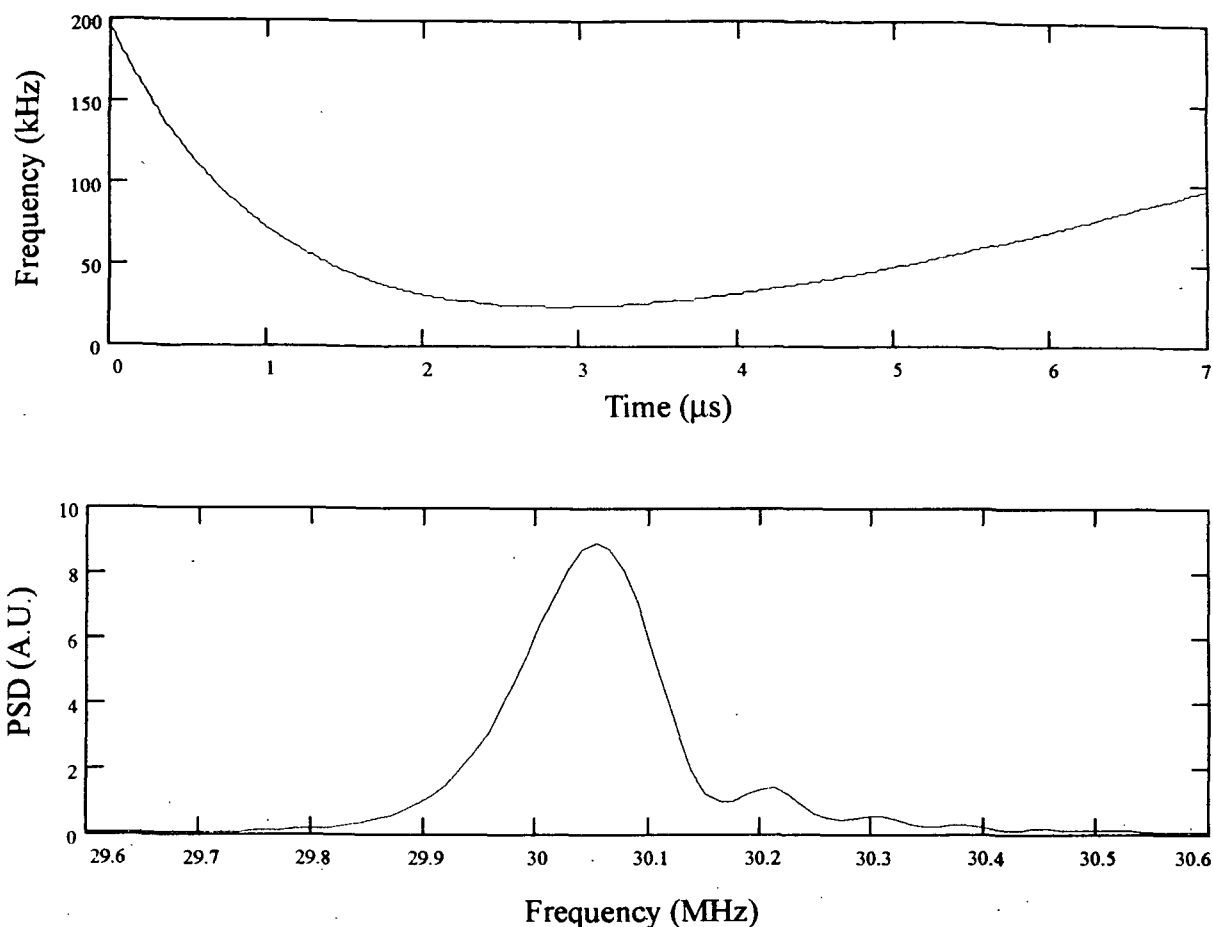 200
150
100
50
0
Frequency (kHz)
0 1 2 3 4 5 6 7
Time (μs)
10
8
6
4
2
0
PSD (A.U.)
29.6 29.7 29.8 29.9 30 30.1 30.2 30.3 30.4 30.5 30.6
Frequency (MHz)